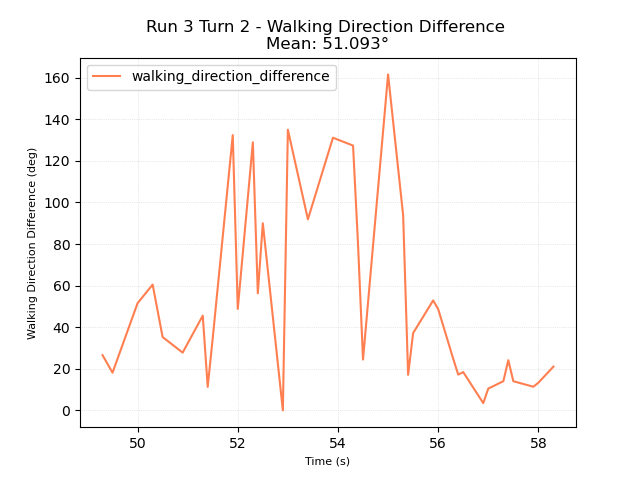 Run 3 Turn 2 - Walking Direction Difference
Mean: 51.093°
walking_direction_difference
Walking Direction Difference (deg)
160
140
120
100
80
60
40
20
0
50 52 54 56 58
Time (s)